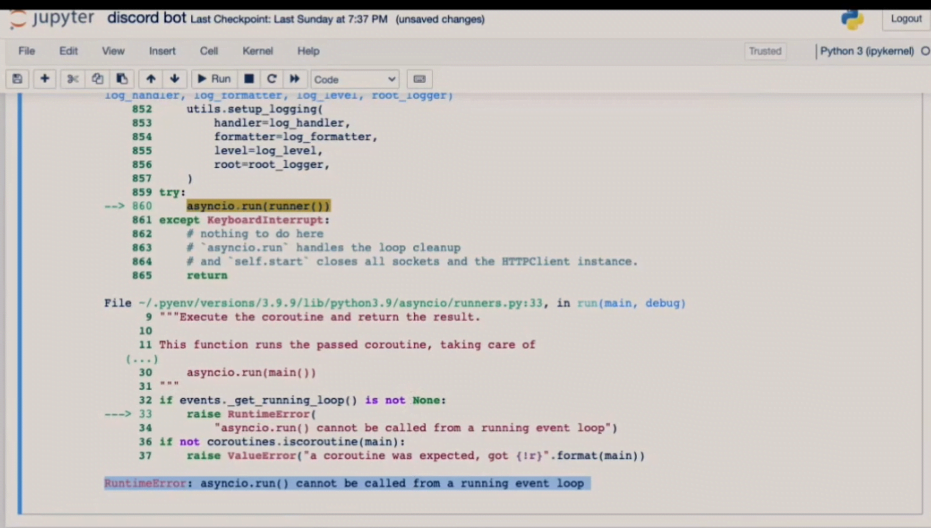 jupyter discord bot Last Checkpoint: Last Sunday at 7:37 PM (unsaved changes) Logout
File Edit View Insert Cell Kernel Help Trusted Python 3 (ipykernel)
Run Code
log_handler, log_formatter, log_level, root_logger)
852 utils.setup_logging(
853 handler=log_handler,
854 formatter=log_formatter,
855 level=log_level,
856 root=root_logger,
857 )
859 try:
--> 860 asyncio.run(runner())
861 except KeyboardInterrupt:
862 # nothing to do here
863 # `asyncio.run` handles the loop cleanup
864 # and `self.start` closes all sockets and the HTTPClient instance.
865 return
File ~/.pyenv/versions/3.9.9/lib/python3.9/asyncio/runners.py:33, in run(main, debug)
9 """Execute the coroutine and return the result.
10
11 This function runs the passed coroutine, taking care of
(...)
30 asyncio.run(main())
31 """
32 if events._get_running_loop() is not None:
---> 33 raise RuntimeError(
34 "asyncio.run() cannot be called from a running event loop")
36 if not coroutines.iscoroutine(main):
37 raise ValueError("a coroutine was expected, got {!r}".format(main))
RuntimeError: asyncio.run() cannot be called from a running event loop